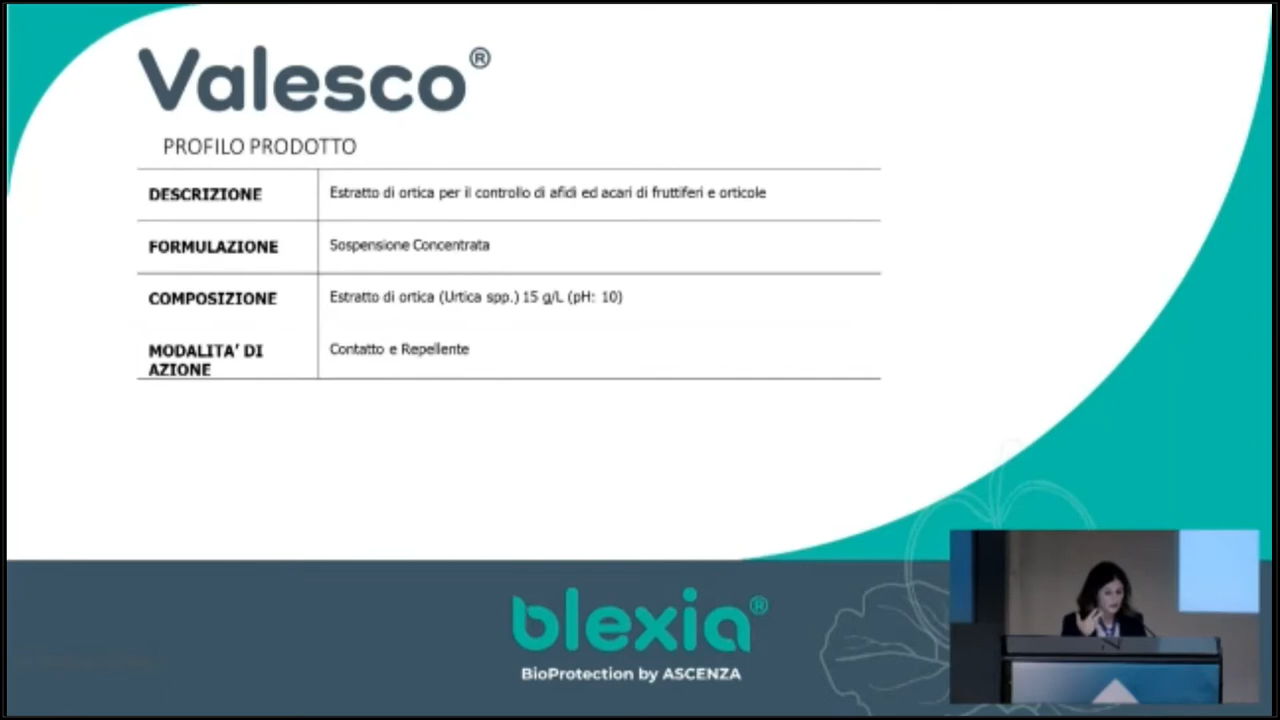 Valesco®
PROFILO PRODOTTO
DESCRIZIONE
Estratto di ortica per il controllo di afidi ed acari di fruttiferi e orticole
FORMULAZIONE
Sospensione Concentrata
COMPOSIZIONE
Estratto di ortica (Urtica spp.) 15 g/L (pH: 10)
MODALITA' DI
AZIONE
Contatto e Repellente
blexia®
BioProtection by ASCENZA